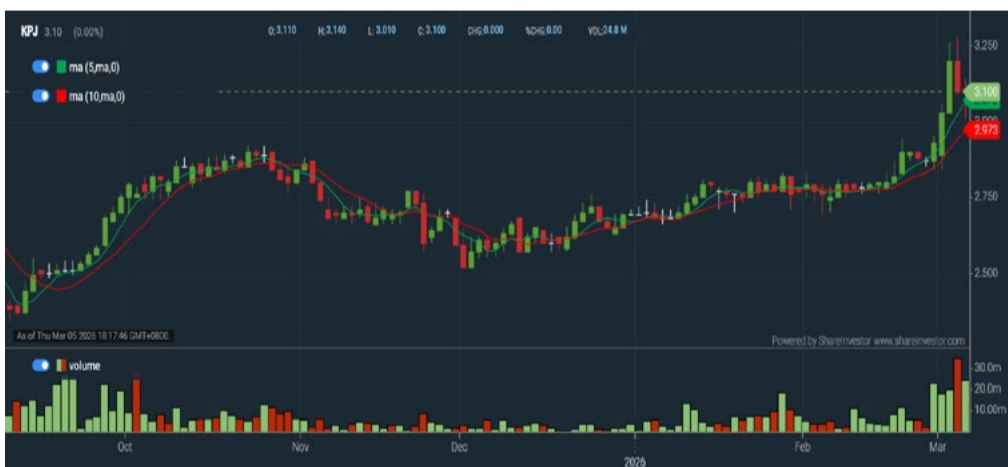 KPJ 3.10 (0.00%) O:3.110 H:3.140 L:3.010 C:3.100 CHG:0.000 %CHG:0.00 VOL:24.8 M
ma (5,ma,0)
ma (10,ma,0)
3.250
3.100
3.000
2.973
2.750
2.500
As of Thu Mar 05 2026 18:17:46 GMT+0800.
Powered by ShareInvestor www.shareinvestor.com
volume
30.0m
20.0m
10.00m
Oct Nov Dec 2026 Feb Mar